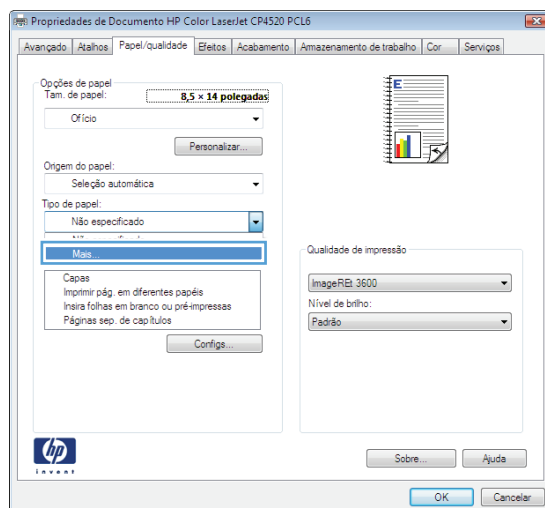 Propriedades de Documento HP Color LaserJet CP4520 PCL6
Avançado Atalhos Papel/qualidade Efeitos Acabamento Amazenamento de trabalho Cor Serviços
Opções de papel
Tam. de papel: 8,5 × 14 polegadas
Ofício
Personalizar...
Origem do papel:
Seleção automática
Tipo de papel:
Não especificado
Mais...
Capas
Imprimir pág. em diferentes papéis
Insira folhas em branco ou pré-impressas
Páginas sep. de capítulos
Configs...
E
Qualidade de impressão
ImageREt 3600
Nível de brilho:
Padrão
hp
invent
Sobre... Ajuda
OK Cancelar